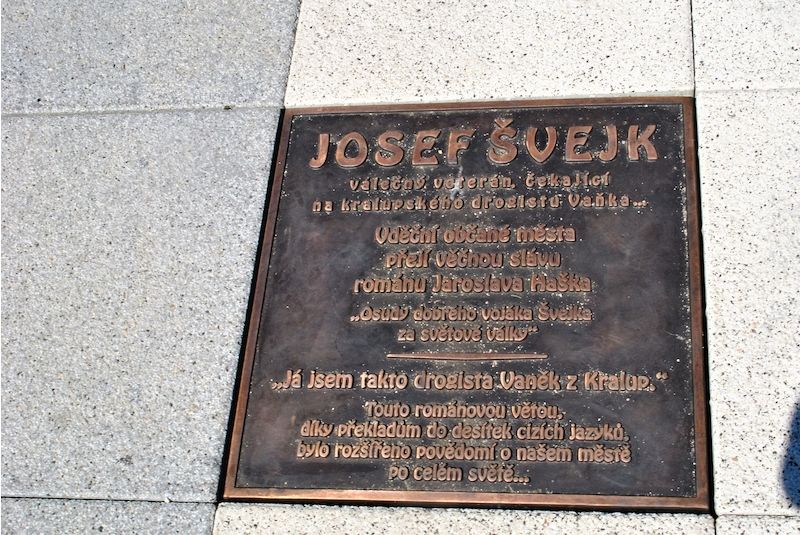 JOSEF ŠVEJK
válečný veterán, čekající
na kralupského drogistu Vaňka...
Vděční občané města
přejí věčnou slávu
románu Jaroslava Haška
„Osudy dobrého vojáka Švejka
za světové války“
„Já jsem takto drogista Vaněk z Kralup.“
Touto románovou větou,
díky překladům do desítek cizích jazyků,
bylo rozšířeno povědomí o našem městě
po celém světě...